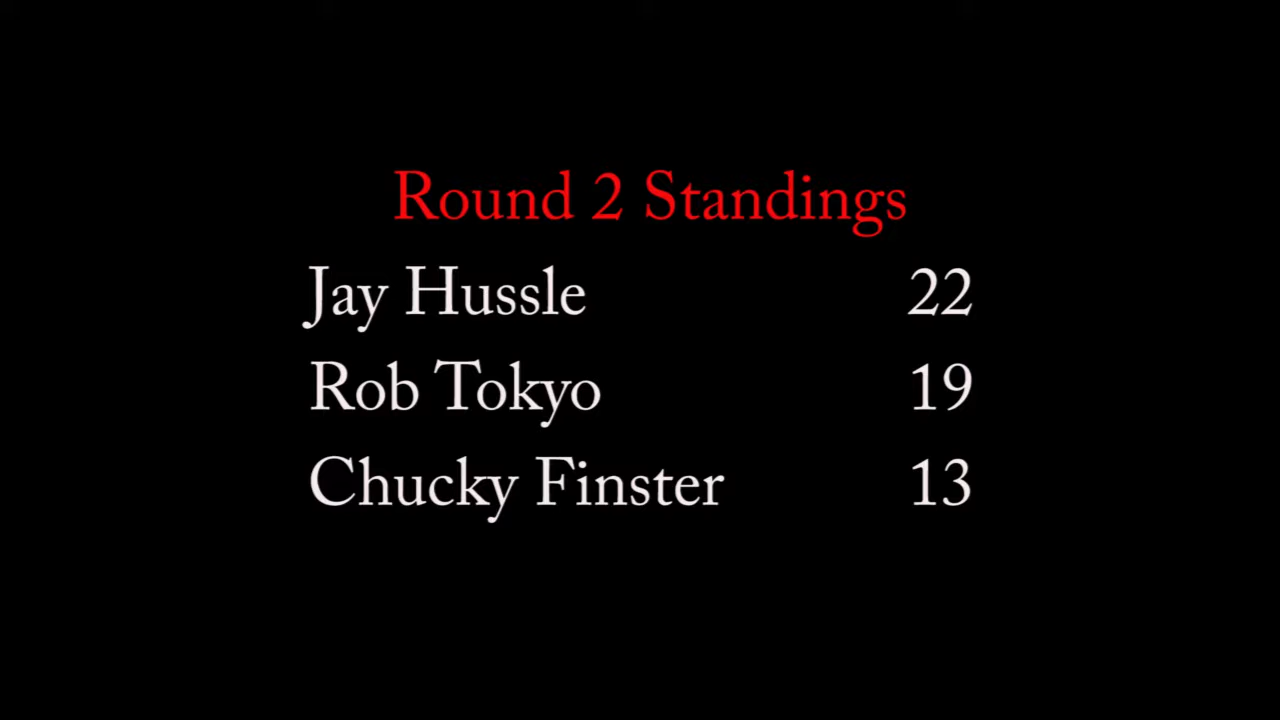 Round 2 Standings
Jay Hussle 22
Rob Tokyo 19
Chucky Finster 13